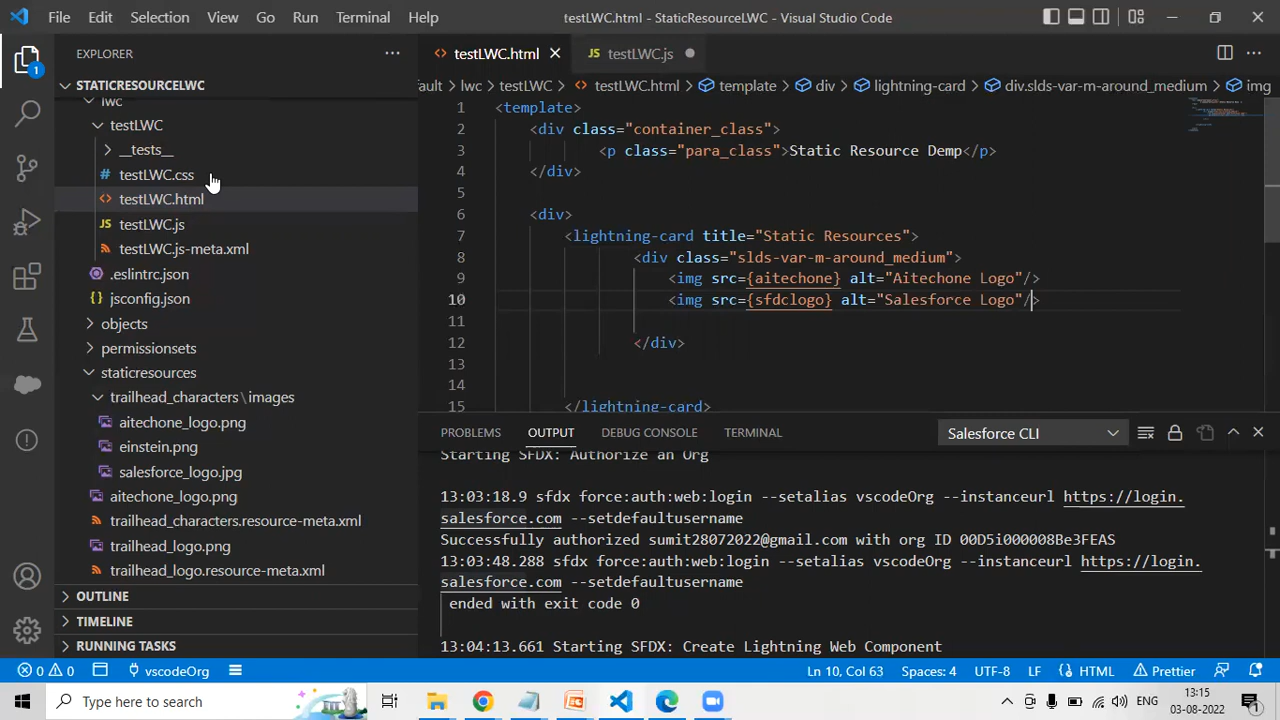 File Edit Selection View Go Run Terminal Help testLWC.html - StaticResourceLWC - Visual Studio Code
EXPLORER
1
STATICRESOURCELWC
lwc
testLWC
__tests__
# testLWC.css
<> testLWC.html
JS testLWC.js
testLWC.js-meta.xml
.eslintrc.json
{} jsconfig.json
objects
permissionsets
staticresources
trailhead_characters\images
aitechone_logo.png
einstein.png
salesforce_logo.jpg
aitechone_logo.png
trailhead_characters.resource-meta.xml
trailhead_logo.png
trailhead_logo.resource-meta.xml
OUTLINE
TIMELINE
RUNNING TASKS
<> testLWC.html JS testLWC.js
fault > lwc > testLWC > <> testLWC.html > template > div > lightning-card > div.slds-var-m-around_medium > img
1 <template>
2 <div class="container_class">
3 <p class="para_class">Static Resource Demp</p>
4 </div>
5
6 <div>
7 <lightning-card title="Static Resources">
8 <div class="slds-var-m-around_medium">
9 <img src={aitechone} alt="Aitechone Logo"/>
10 <img src={sfdclogo} alt="Salesforce Logo"/>
11
12 </div>
13
14
15 </lightning-card>
PROBLEMS OUTPUT DEBUG CONSOLE TERMINAL Salesforce CLI
Starting SFDX: Authorize an Org
13:03:18.9 sfdx force:auth:web:login --setalias vscodeOrg --instanceurl https://login.
salesforce.com --setdefaultusername
Successfully authorized sumit28072022@gmail.com with org ID 00D5i000008Be3FEAS
13:03:48.288 sfdx force:auth:web:login --setalias vscodeOrg --instanceurl https://login.
salesforce.com --setdefaultusername
ended with exit code 0
13:04:13.661 Starting SFDX: Create Lightning Web Component
0 0 vscodeOrg Ln 10, Col 63 Spaces: 4 UTF-8 LF {} HTML Prettier
Type here to search ENG 13:15
03-08-2022 1